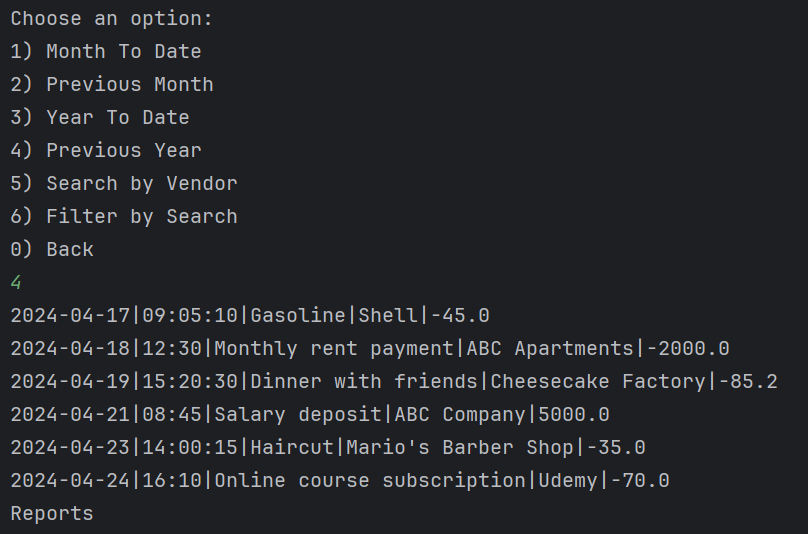 Choose an option:
1) Month To Date
2) Previous Month
3) Year To Date
4) Previous Year
5) Search by Vendor
6) Filter by Search
0) Back
4
2024-04-17|09:05:10|Gasoline|Shell|-45.0
2024-04-18|12:30|Monthly rent payment|ABC Apartments|-2000.0
2024-04-19|15:20:30|Dinner with friends|Cheesecake Factory|-85.2
2024-04-21|08:45|Salary deposit|ABC Company|5000.0
2024-04-23|14:00:15|Haircut|Mario's Barber Shop|-35.0
2024-04-24|16:10|Online course subscription|Udemy|-70.0
Reports